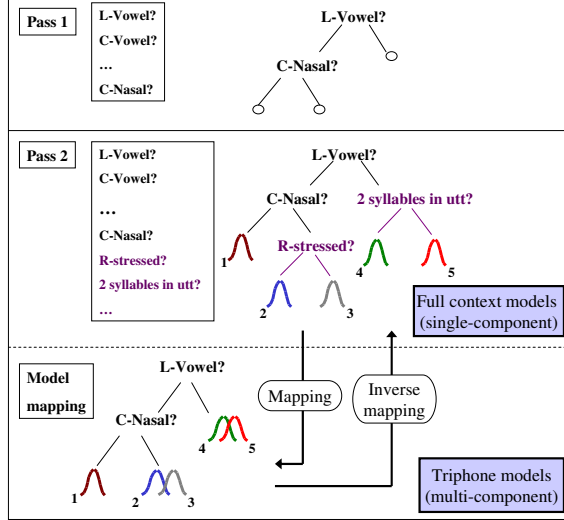 Pass 1
L-Vowel?
C-Vowel?
...
C-Nasal?
L-Vowel?
C-Nasal?
Pass 2
L-Vowel?
C-Vowel?
...
C-Nasal?
R-stressed?
2 syllables in utt?
...
L-Vowel?
C-Nasal?
2 syllables in utt?
1
R-stressed?
4
5
2
3
Full context models
(single-component)
Model
mapping
L-Vowel?
C-Nasal?
4
5
1
2
3
Mapping
Inverse
mapping
Triphone models
(multi-component)